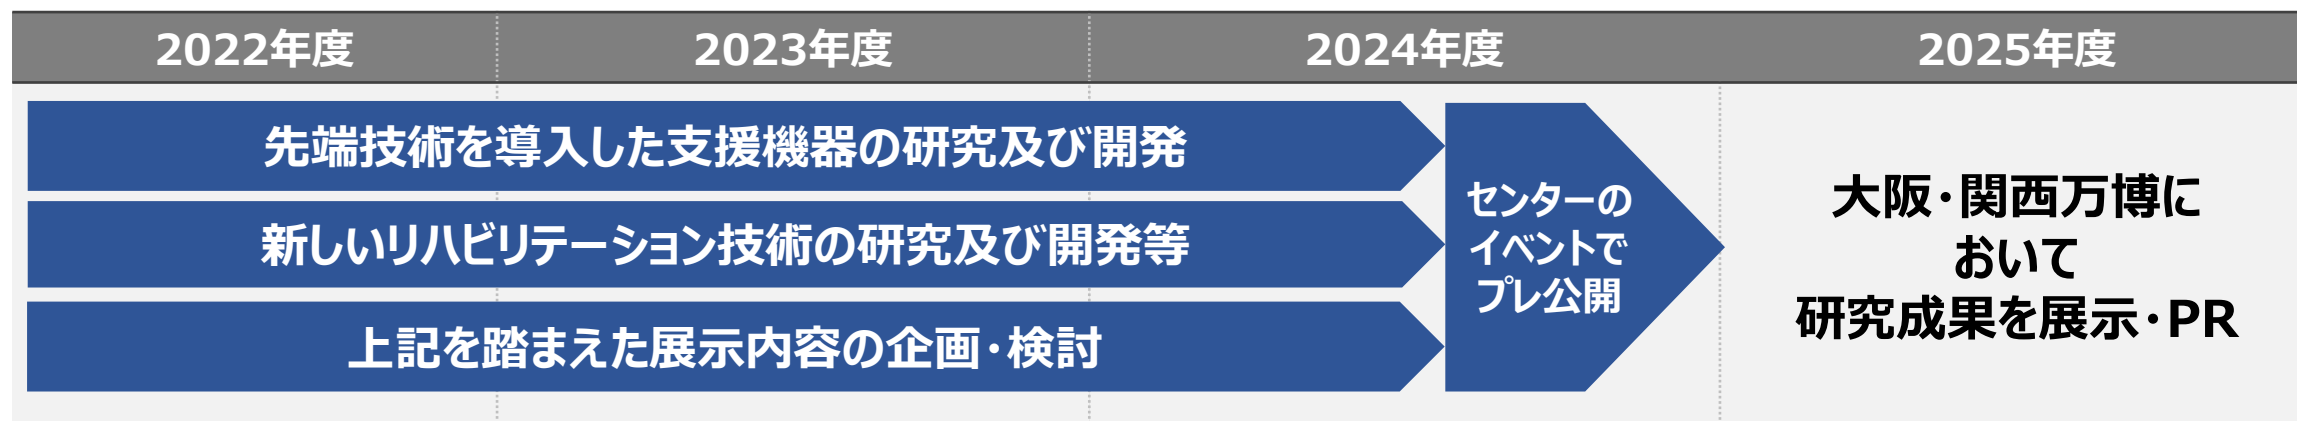 2022年度 2023年度 2024年度 2025年度
先端技術を導入した支援機器の研究及び開発
新しいリハビリテーション技術の研究及び開発等
上記を踏まえた展示内容の企画・検討
センターの
イベントで
プレ公開
大阪・関西万博に
おいて
研究成果を展示・PR